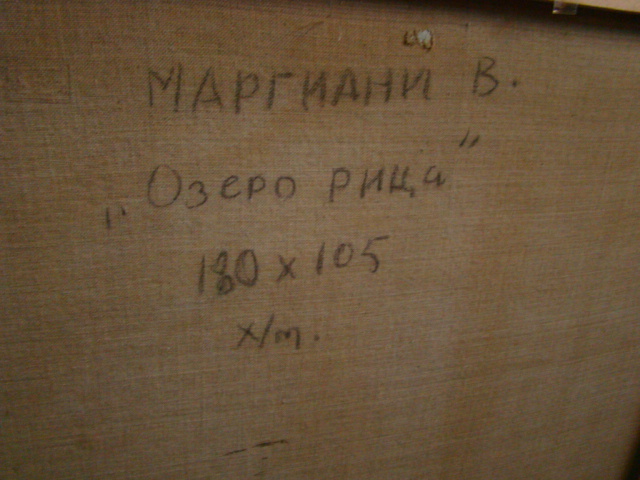 МАРГИАНИ В.
„Озеро рица"
180 x 105
х/т.